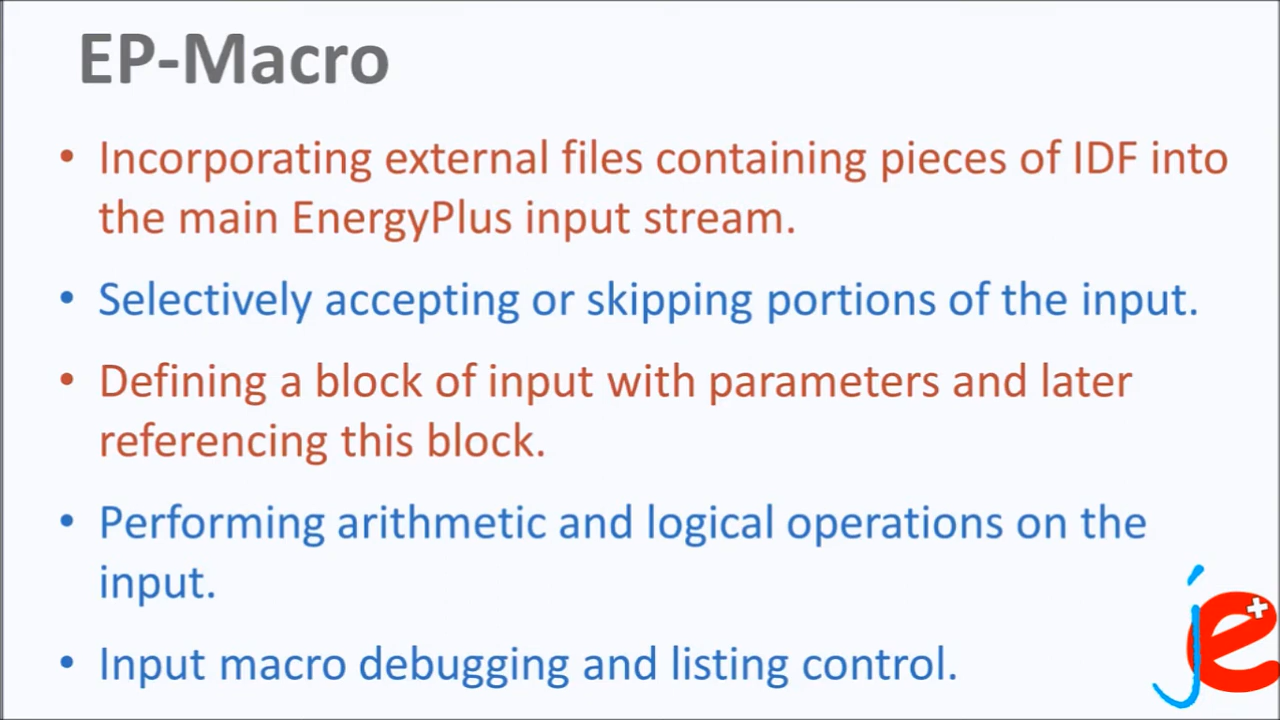 EP-Macro
• Incorporating external files containing pieces of IDF into
the main EnergyPlus input stream.
• Selectively accepting or skipping portions of the input.
• Defining a block of input with parameters and later
referencing this block.
• Performing arithmetic and logical operations on the
input.
• Input macro debugging and listing control.
je+